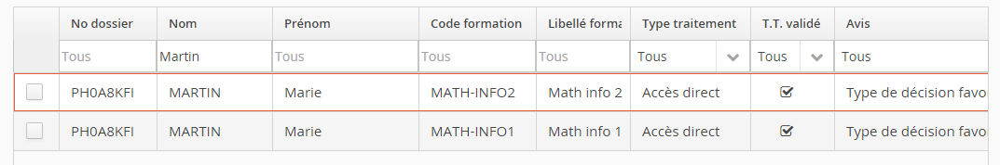 No dossier Nom Prénom Code formation Libellé forma Type traitement T.T. validé Avis
Tous Martin Tous Tous Tous Tous Tous Tous
PH0A8KFI MARTIN Marie MATH-INFO2 Math info 2 Accès direct Type de décision favo
PH0A8KFI MARTIN Marie MATH-INFO1 Math info 1 Accès direct Type de décision favo